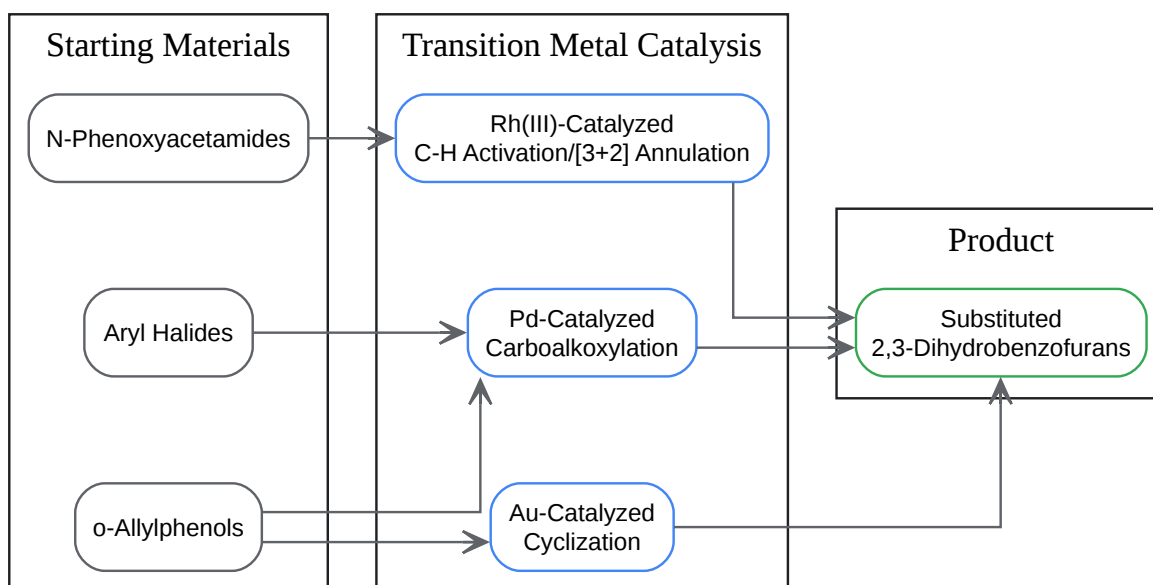 Starting Materials
Transition Metal Catalysis
N-Phenoxyacetamides
Rh(III)-Catalyzed
C-H Activation/[3+2] Annulation
Product
Aryl Halides
Pd-Catalyzed
Carboalkoxylation
Substituted
2,3-Dihydrobenzofurans
o-Allylphenols
Au-Catalyzed
Cyclization